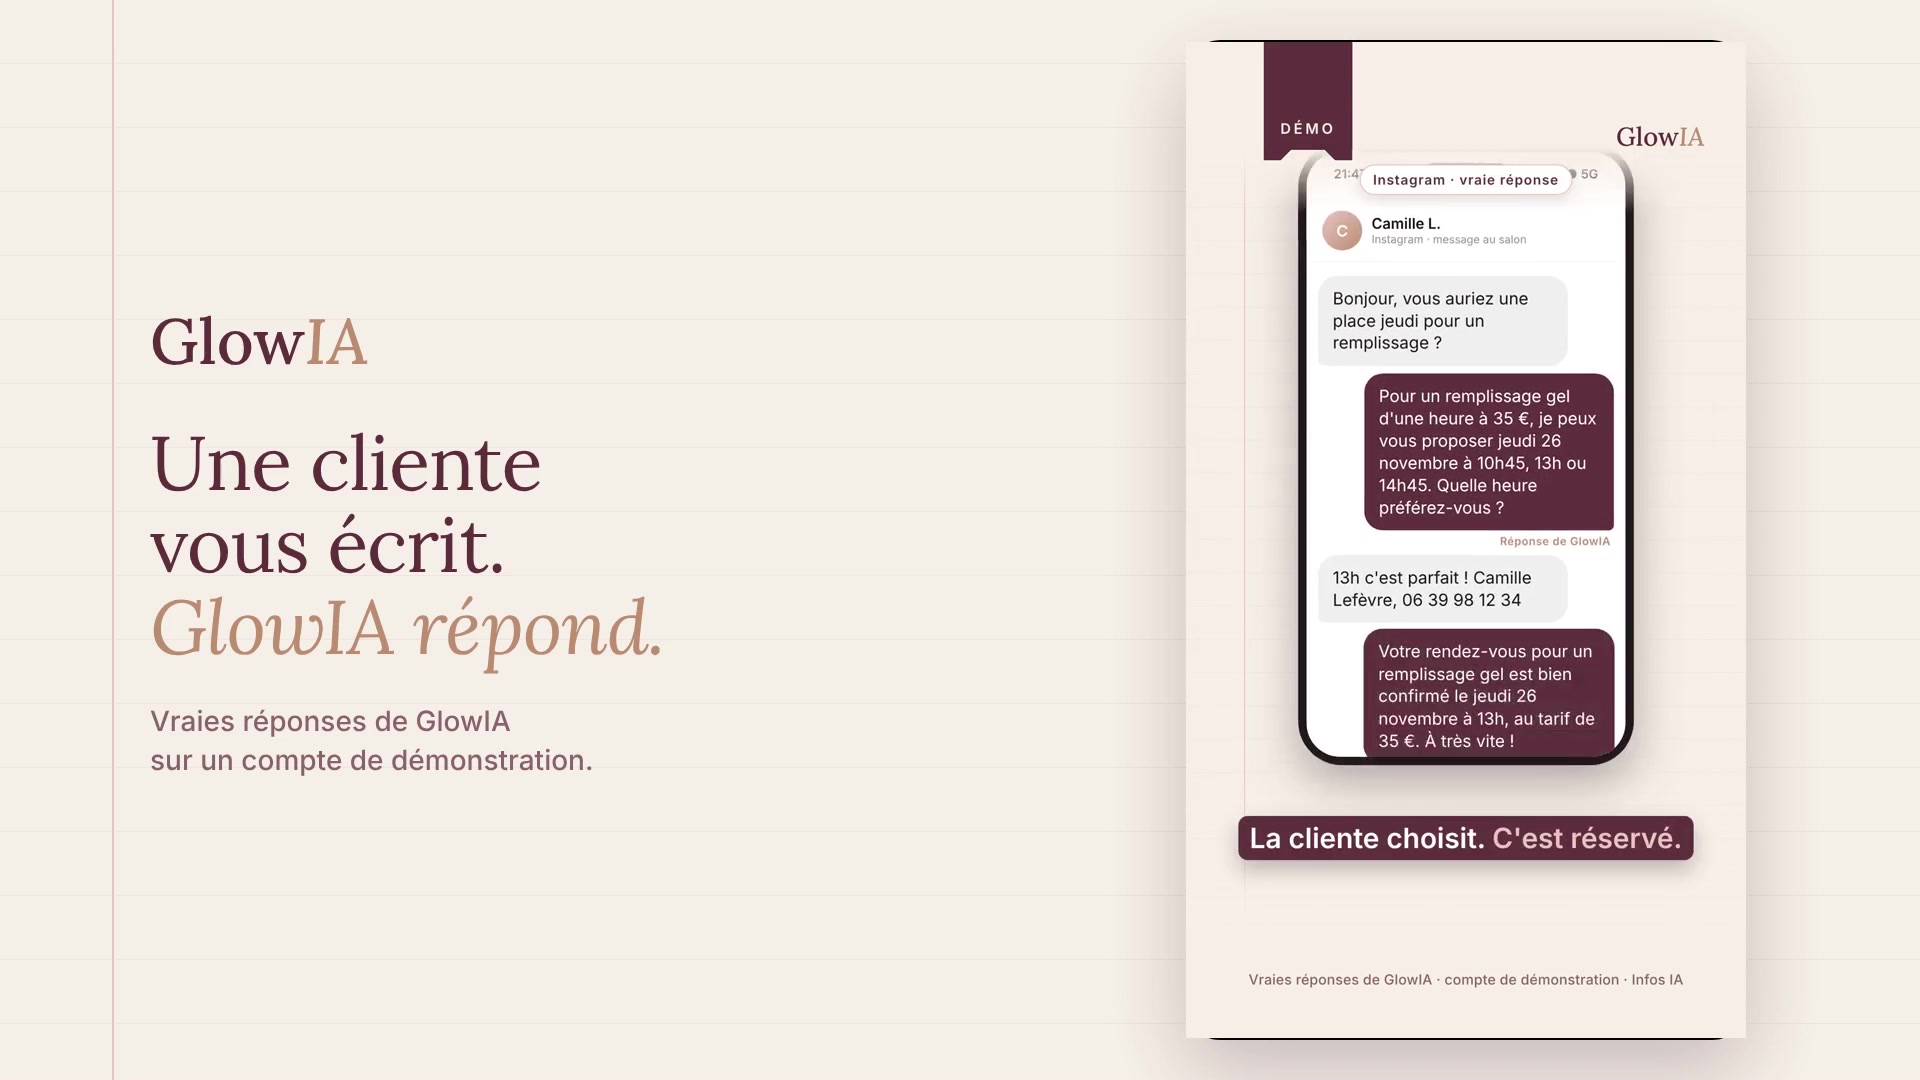 GlowIA
Une cliente
vous écrit.
GlowIA répond.
Vraies réponses de GlowIA
sur un compte de démonstration.
DÉMO
GlowIA
Instagram · vraie réponse
5G
C
Camille L.
Instagram · message au salon
Bonjour, vous auriez une
place jeudi pour un
remplissage ?
Pour un remplissage gel
d'une heure à 35 €, je peux
vous proposer jeudi 26
novembre à 10h45, 13h ou
14h45. Quelle heure
préférez-vous ?
Réponse de GlowIA
13h c'est parfait ! Camille
Lefèvre, 06 39 98 12 34
Votre rendez-vous pour un
remplissage gel est bien
confirmé le jeudi 26
novembre à 13h, au tarif de
35 €. À très vite !
La cliente choisit. C'est réservé.
Vraies réponses de GlowIA · compte de démonstration · Infos IA